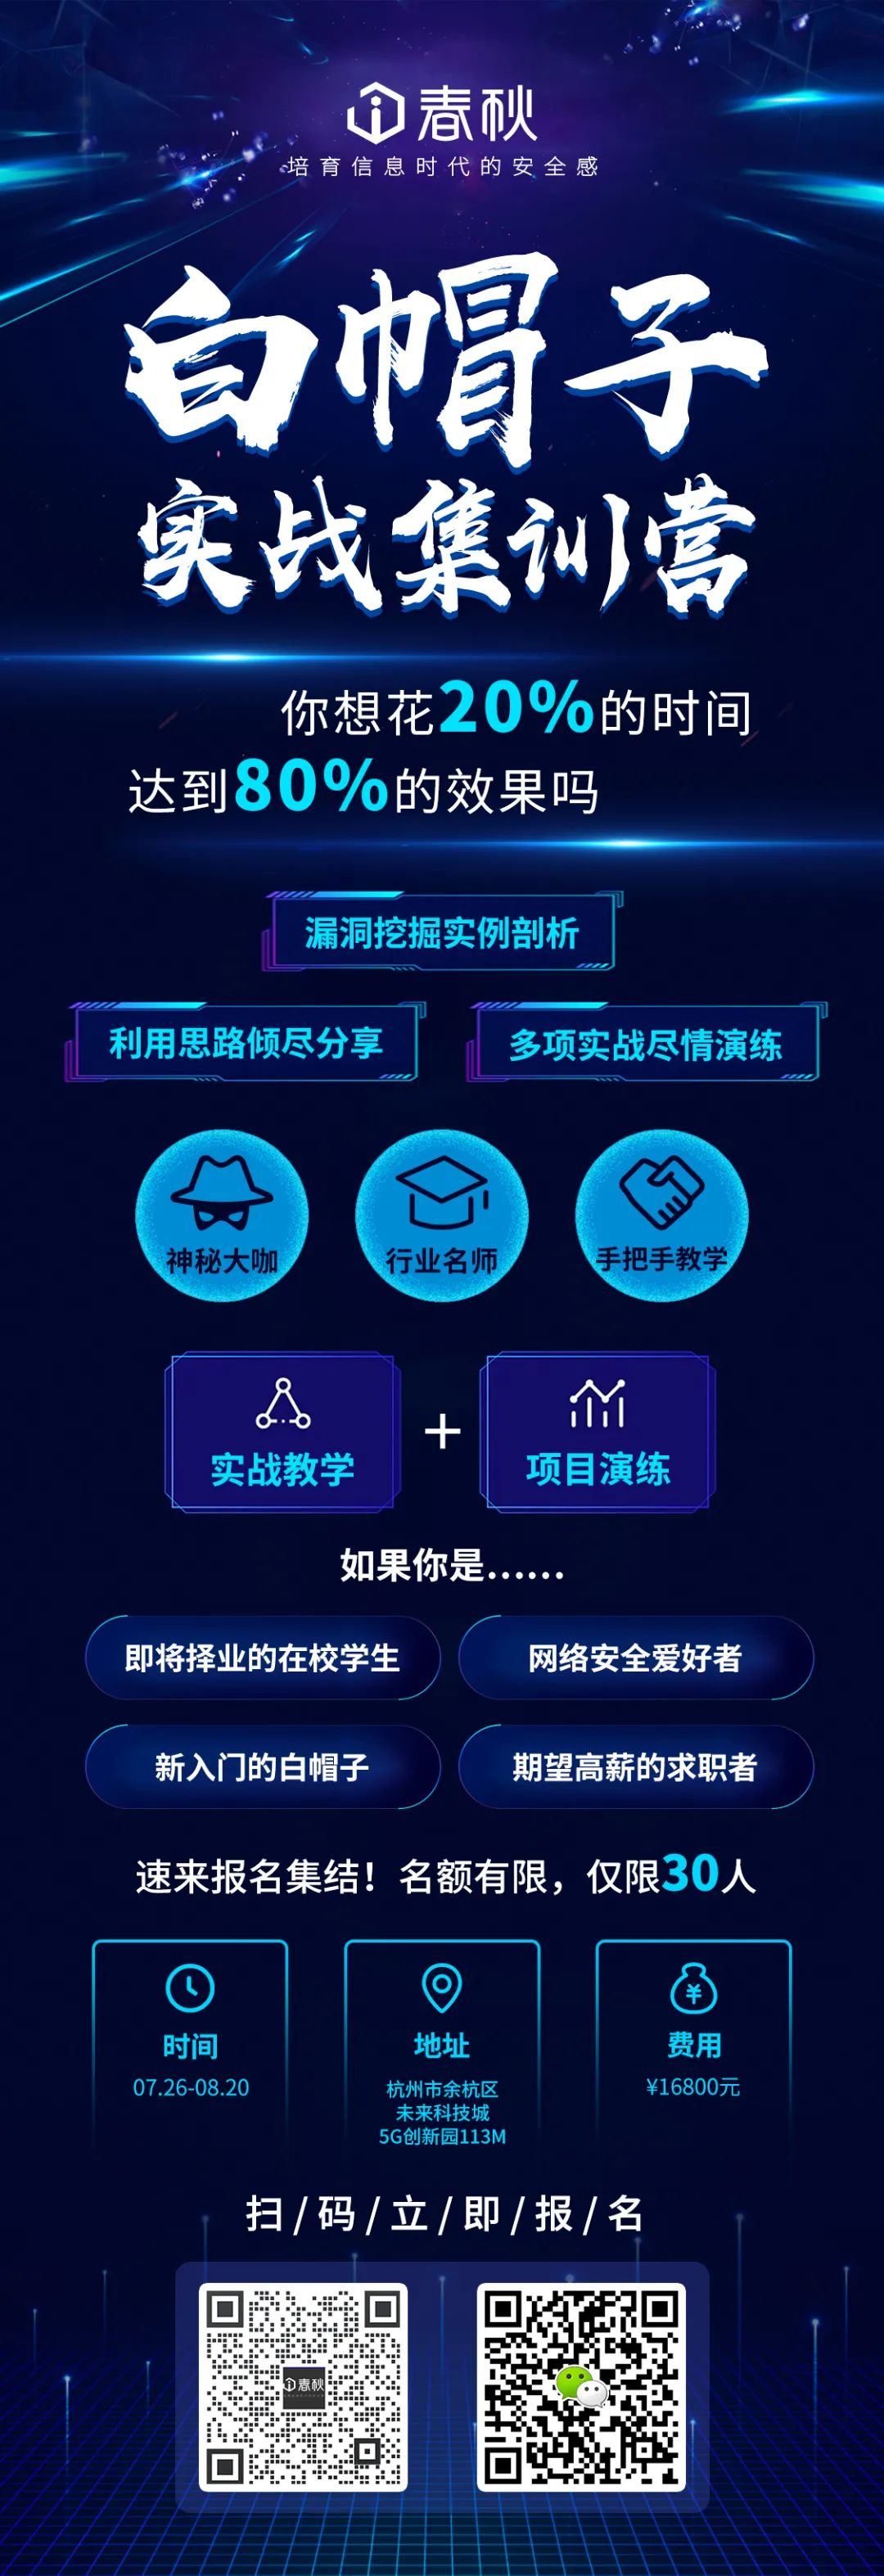 i春秋
培育信息时代的安全感
白帽子
实战集训营
你想花20%的时间
达到80%的效果吗
漏洞挖掘实例剖析
利用思路倾尽分享
多项实战尽情演练
神秘大咖
行业名师
手把手教学
实战教学
+
项目演练
如果你是......
即将择业的在校学生
网络安全爱好者
新入门的白帽子
期望高薪的求职者
速来报名集结！名额有限，仅限30人
时间
07.26-08.20
地址
杭州市余杭区
未来科技城
5G创新园113M
费用
¥16800元
扫/码/立/即/报/名
i春秋